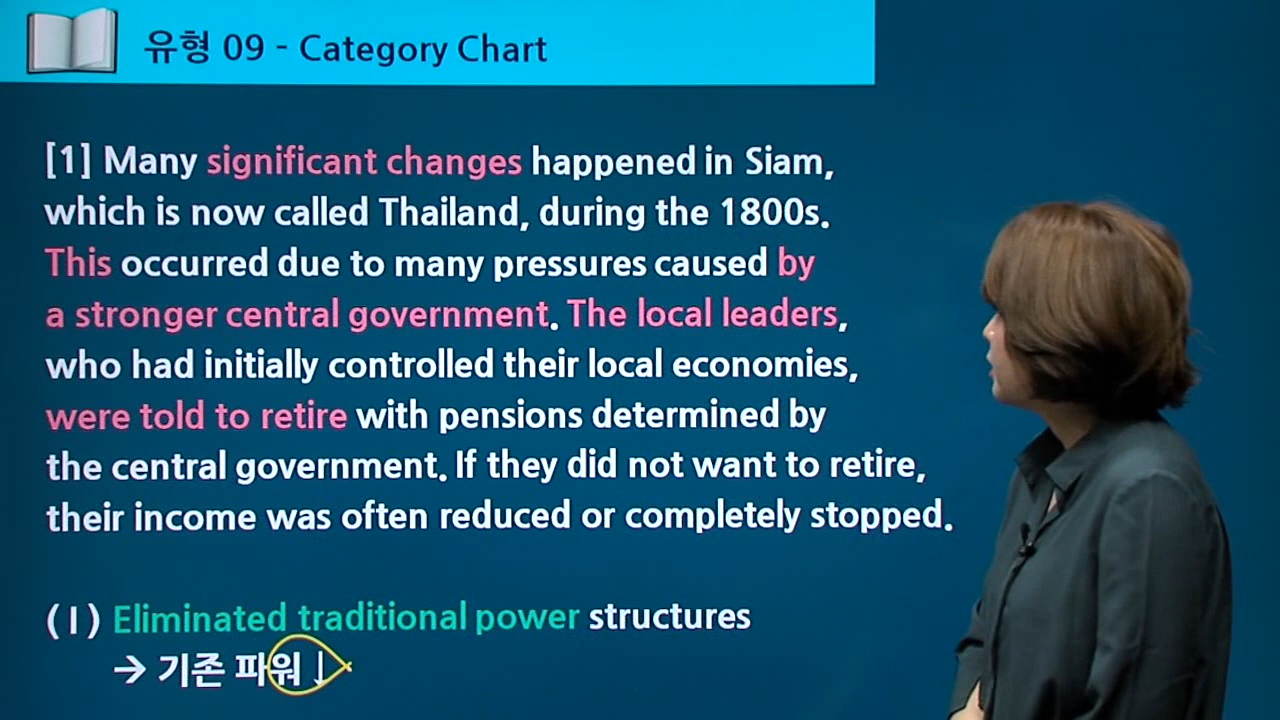 유형 09 - Category Chart
[1] Many significant changes happened in Siam,
which is now called Thailand, during the 1800s.
This occurred due to many pressures caused by
a stronger central government. The local leaders,
who had initially controlled their local economies,
were told to retire with pensions determined by
the central government. If they did not want to retire,
their income was often reduced or completely stopped.
(I) Eliminated traditional power structures
→ 기존 파워↓